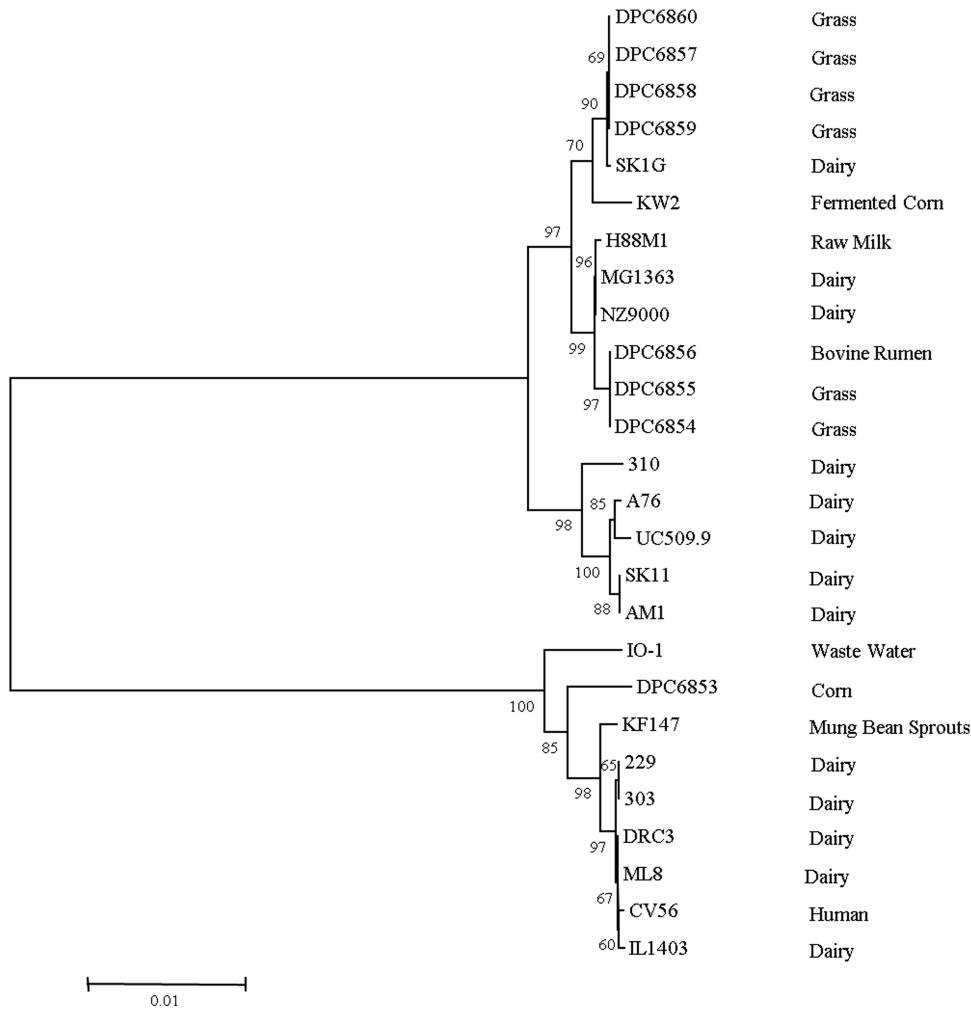 DPC6860 Grass
69
DPC6857 Grass
DPC6858 Grass
90
DPC6859 Grass
70
SK1G Dairy
KW2 Fermented Corn
97
H88M1 Raw Milk
96
MG1363 Dairy
NZ9000 Dairy
99
DPC6856 Bovine Rumen
DPC6855 Grass
97
DPC6854 Grass
310 Dairy
85
A76 Dairy
98
UC509.9 Dairy
100
SK11 Dairy
88
AM1 Dairy
IO-1 Waste Water
DPC6853 Corn
100
KF147 Mung Bean Sprouts
85
65
229 Dairy
98
303 Dairy
DRC3 Dairy
97
ML8 Dairy
67
CV56 Human
60
IL1403 Dairy
0.01